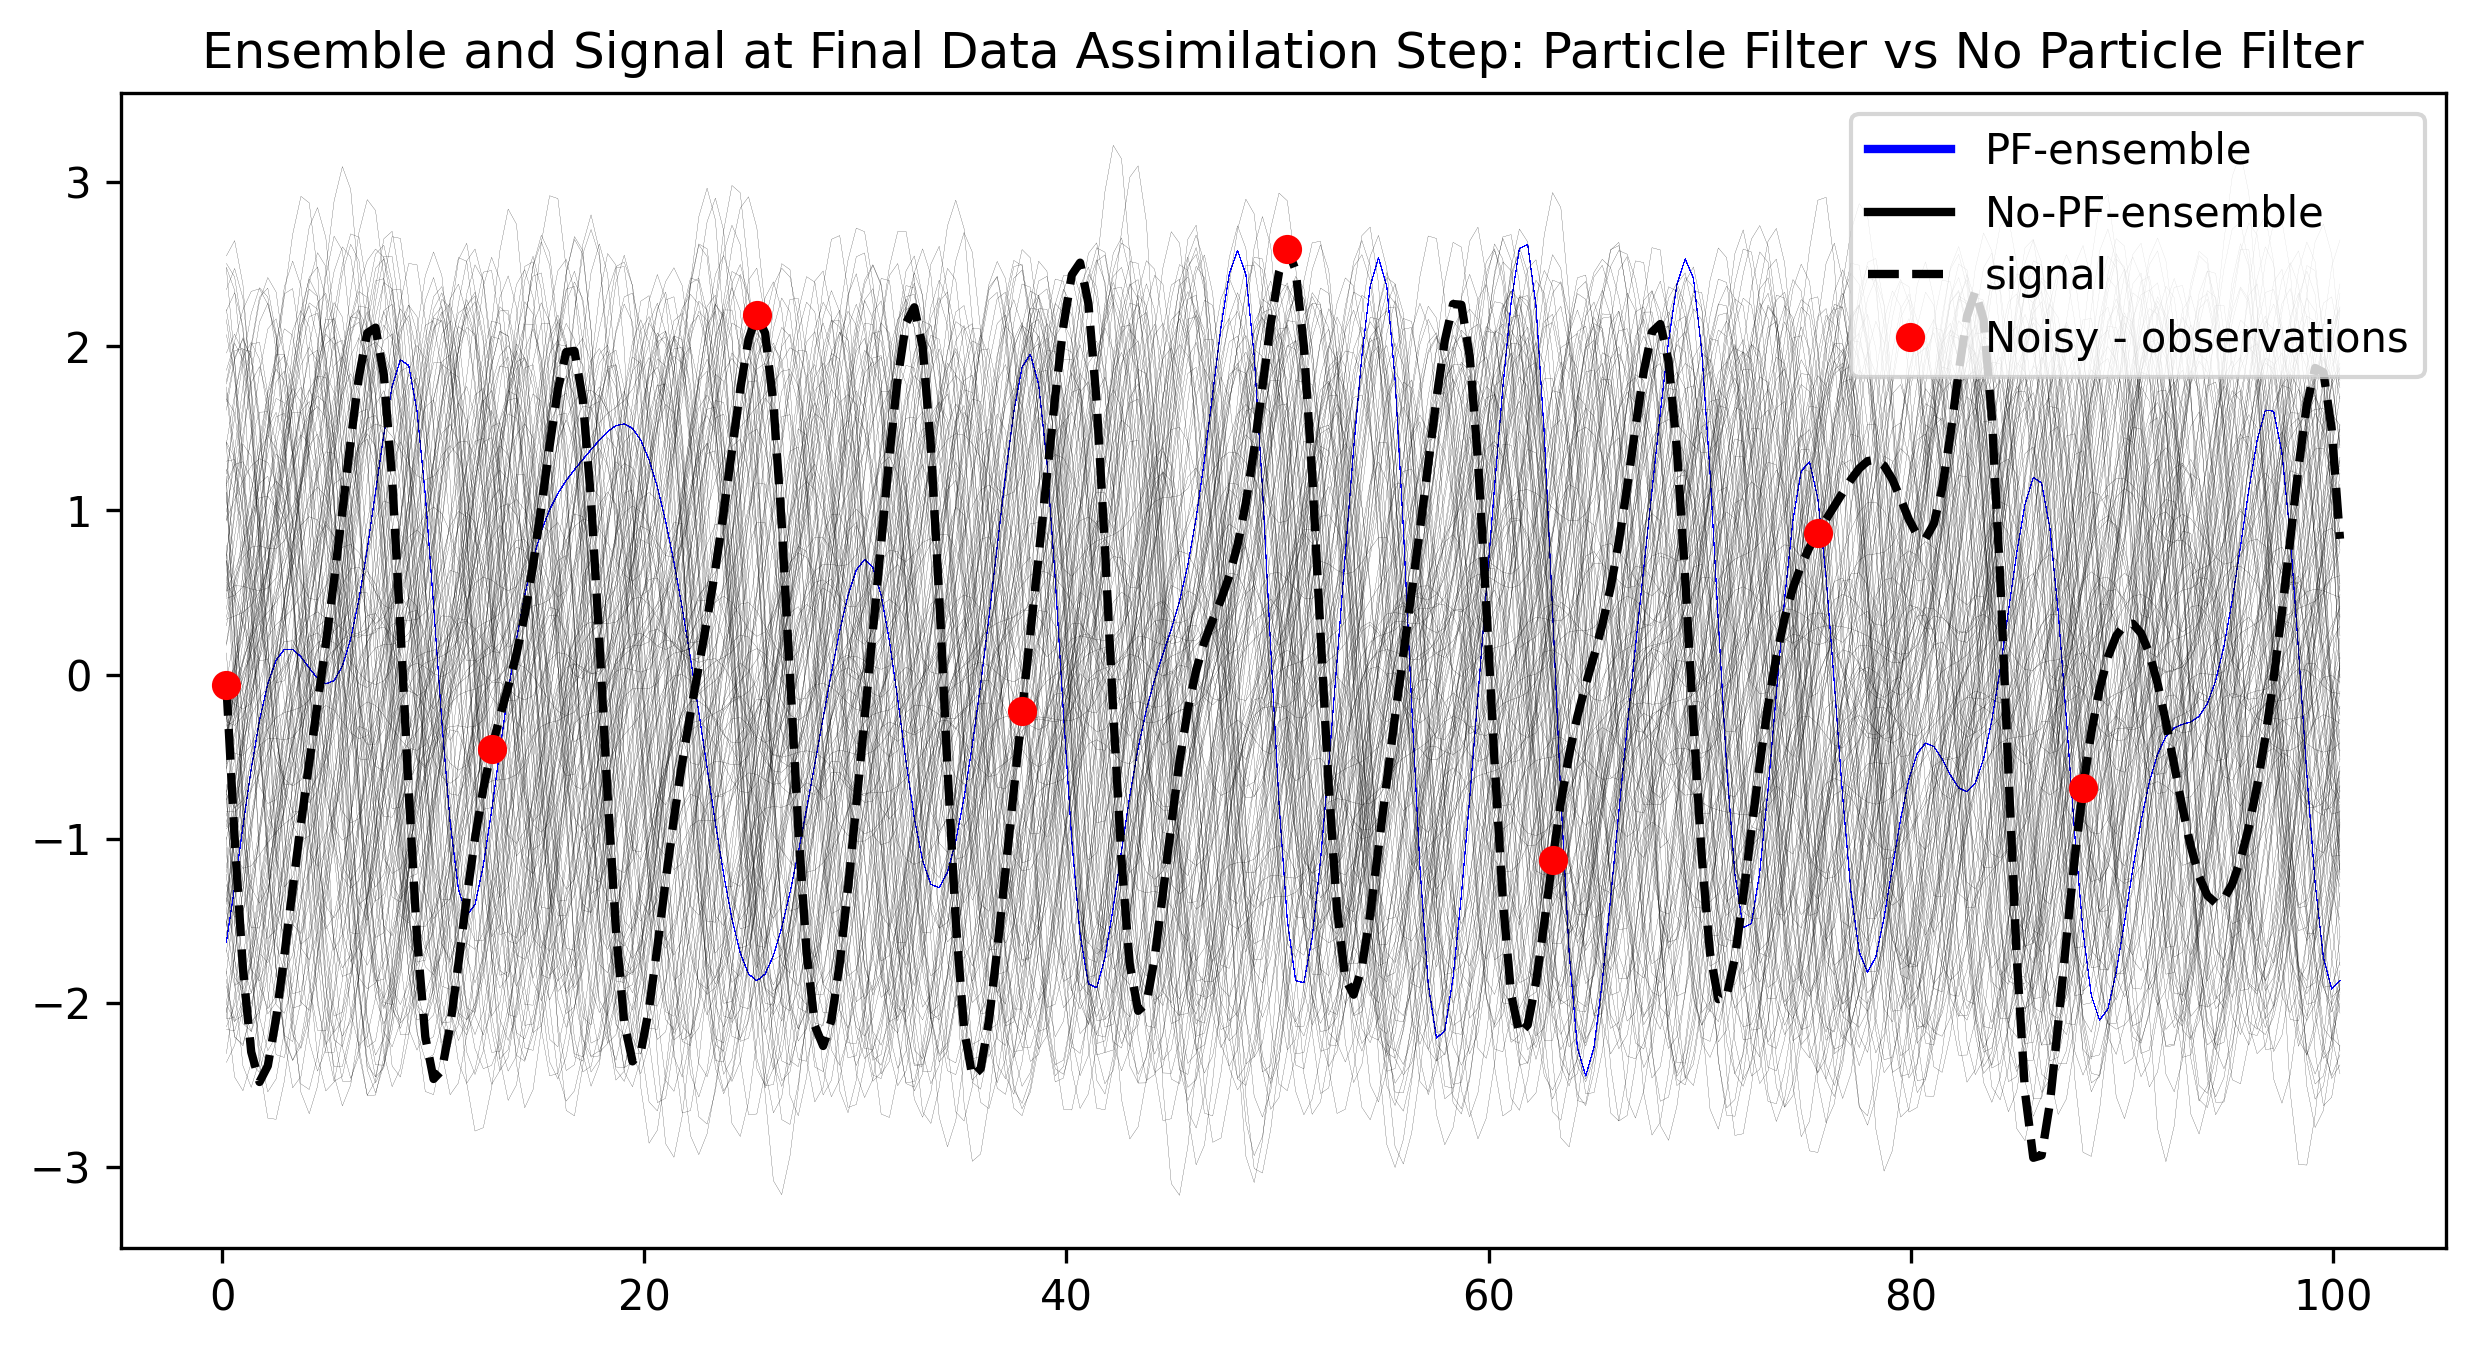 Ensemble and Signal at Final Data Assimilation Step: Particle Filter vs No Particle Filter
PF-ensemble
No-PF-ensemble
signal
Noisy - observations
3
2
1
0
−1
−2
−3
0 20 40 60 80 100